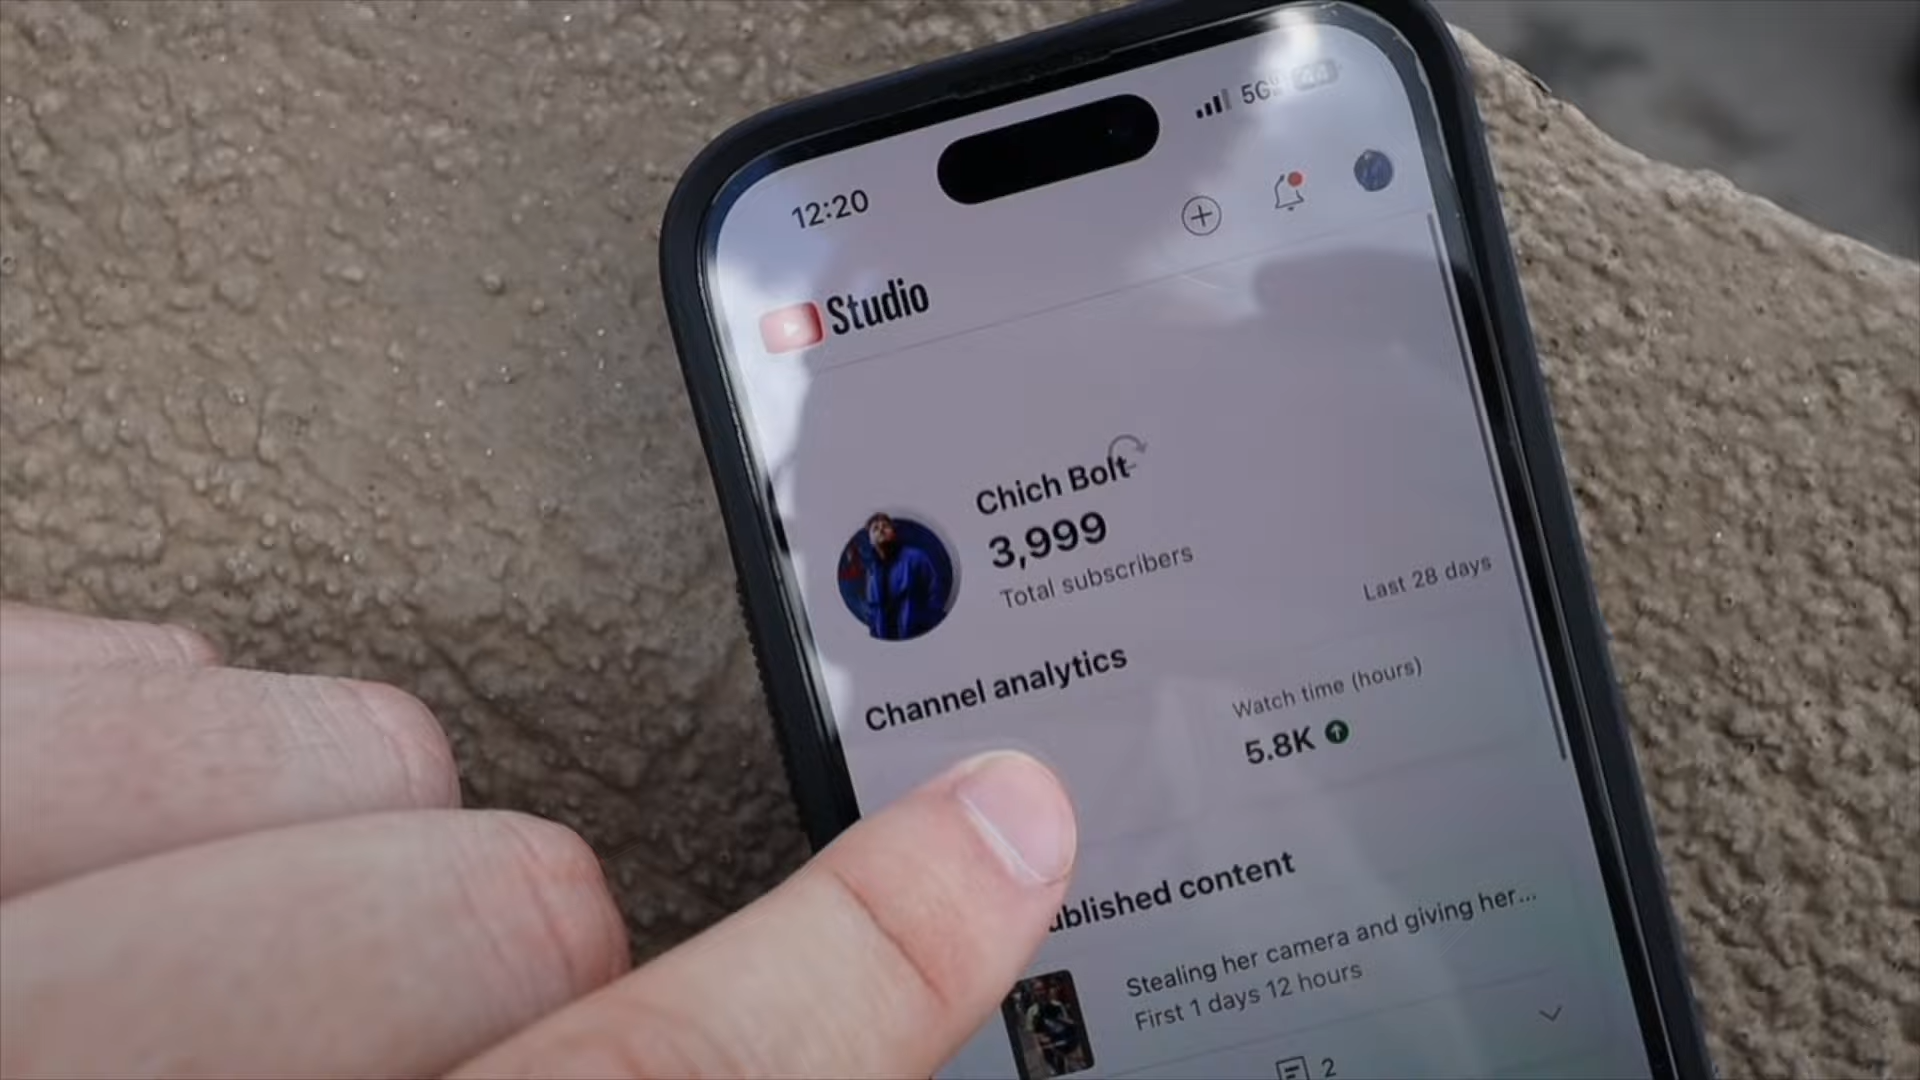 12:20
5G
Studio
Chich Bolt
3,999
Total subscribers
Last 28 days
Channel analytics
Watch time (hours)
5.8K
ublished content
Stealing her camera and giving her...
First 1 days 12 hours
2